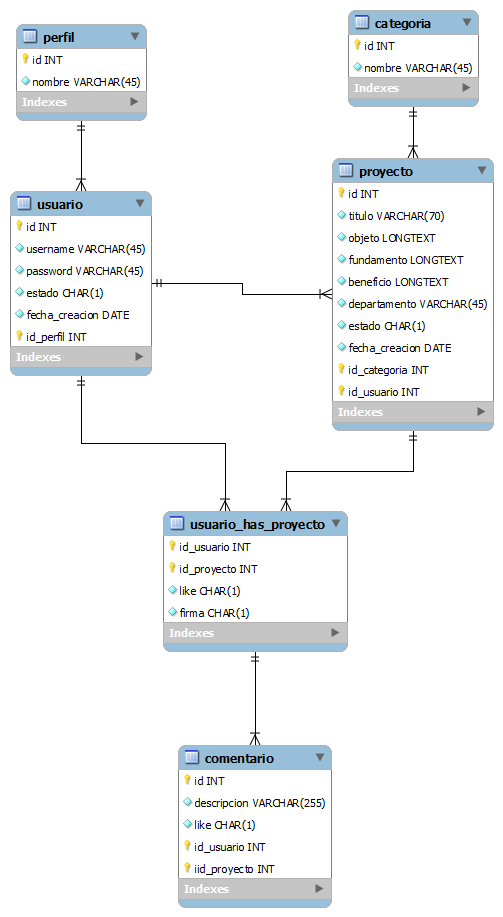 perfil
id INT
nombre VARCHAR(45)
Indexes
categoria
id INT
nombre VARCHAR(45)
Indexes
usuario
id INT
username VARCHAR(45)
password VARCHAR(45)
estado CHAR(1)
fecha_creacion DATE
id_perfil INT
Indexes
proyecto
id INT
titulo VARCHAR(70)
objeto LONGTEXT
fundamento LONGTEXT
beneficio LONGTEXT
departamento VARCHAR(45)
estado CHAR(1)
fecha_creacion DATE
id_categoria INT
id_usuario INT
Indexes
usuario_has_proyecto
id_usuario INT
id_proyecto INT
like CHAR(1)
firma CHAR(1)
Indexes
comentario
id INT
descripcion VARCHAR(255)
like CHAR(1)
id_usuario INT
iid_proyecto INT
Indexes